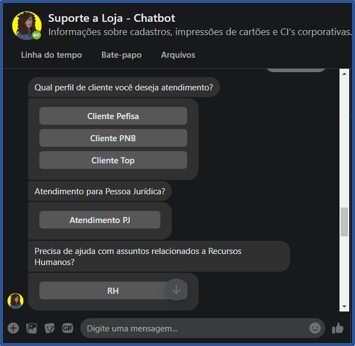 Suporte a Loja - Chatbot
Informações sobre cadastros, impressões de cartões e CI's corporativas.
Linha do tempo Bate-papo Arquivos
Qual perfil de cliente você deseja atendimento?
Cliente Pefisa
Cliente PNB
Cliente Top
Atendimento para Pessoa Jurídica?
Atendimento PJ
Precisa de ajuda com assuntos relacionados a Recursos
Humanos?
RH
GIF Digite uma mensagem...